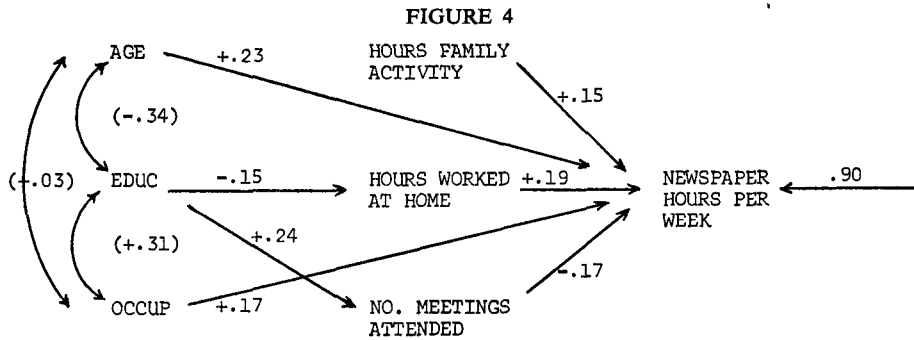 FIGURE 4
AGE
+.23
HOURS FAMILY
ACTIVITY
+.15
(-.34)
(+.03)
EDUC
-.15
HOURS WORKED
AT HOME
+.19
NEWSPAPER
HOURS PER
WEEK
.90
(+.31)
+.24
-.17
OCCUP
+.17
NO. MEETINGS
ATTENDED